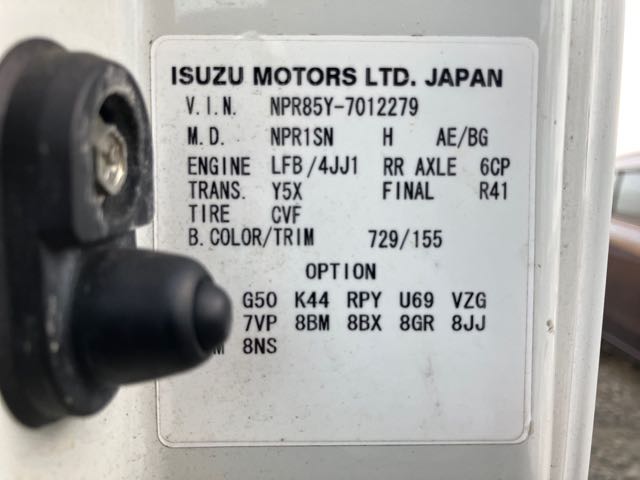 ISUZU MOTORS LTD. JAPAN
V.I.N. NPR85Y-7012279
M.D. NPR1SN H AE/BG
ENGINE LFB/4JJ1 RR AXLE 6CP
TRANS. Y5X FINAL R41
TIRE CVF
B.COLOR/TRIM 729/155
OPTION
G50 K44 RPY U69 VZG
7VP 8BM 8BX 8GR 8JJ
8NS